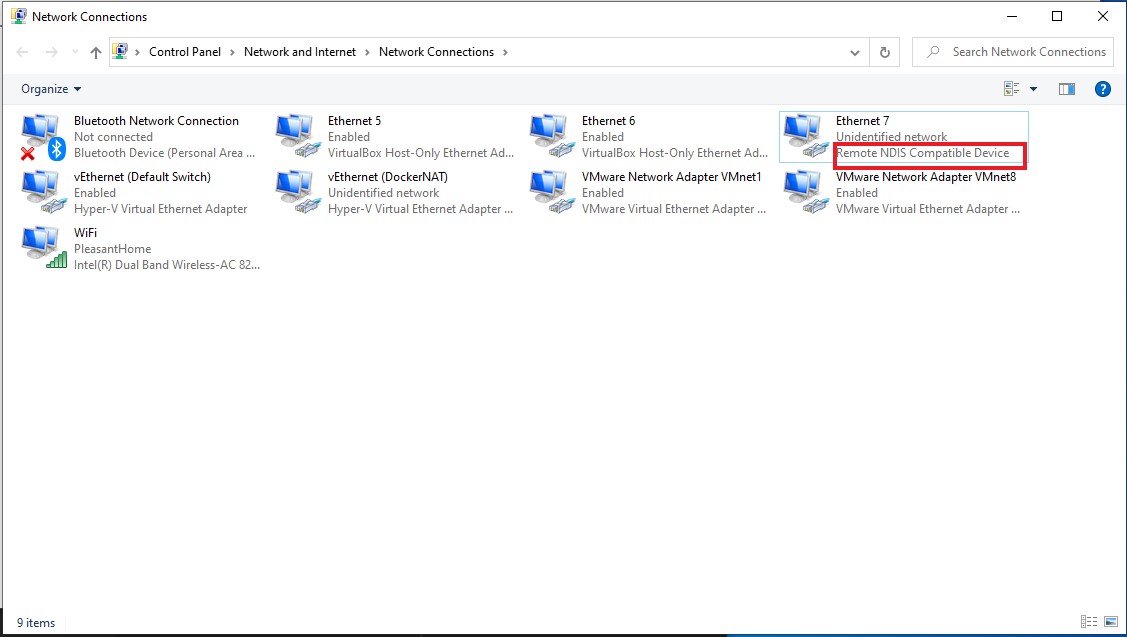 Network Connections
Control Panel > Network and Internet > Network Connections >
Search Network Connections
Organize
Bluetooth Network Connection
Not connected
Bluetooth Device (Personal Area ...
Ethernet 5
Enabled
VirtualBox Host-Only Ethernet Ad...
Ethernet 6
Enabled
VirtualBox Host-Only Ethernet Ad...
Ethernet 7
Unidentified network
Remote NDIS Compatible Device
vEthernet (Default Switch)
Enabled
Hyper-V Virtual Ethernet Adapter
vEthernet (DockerNAT)
Unidentified network
Hyper-V Virtual Ethernet Adapter ...
VMware Network Adapter VMnet1
Enabled
VMware Virtual Ethernet Adapter ...
VMware Network Adapter VMnet8
Enabled
VMware Virtual Ethernet Adapter ...
WiFi
PleasantHome
Intel(R) Dual Band Wireless-AC 82...
9 items